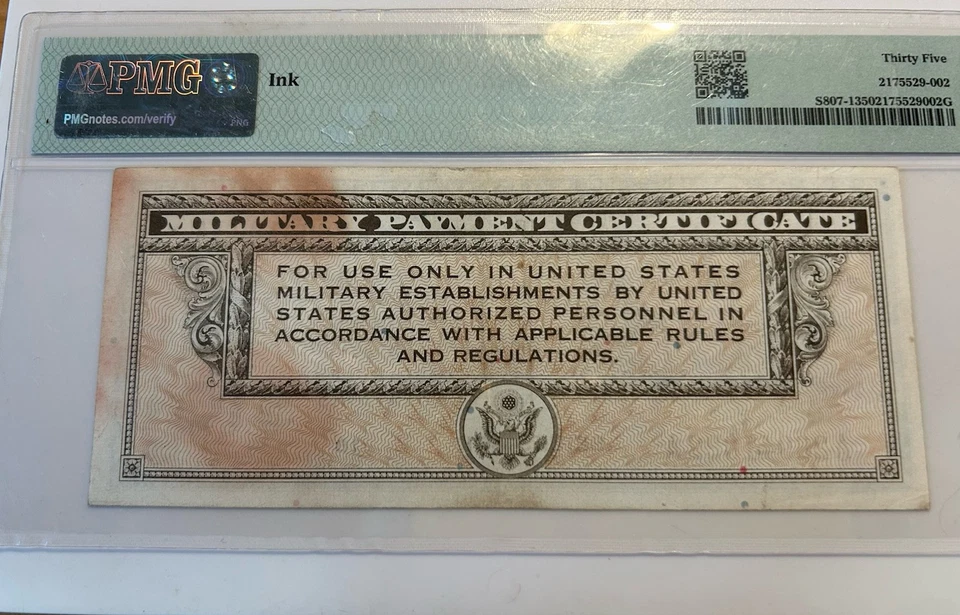 PMG
PMGnotes.com/verify
PMG
Ink
Thirty Five
2175529-002
S807-13502175529002G
MILITARY PAYMENT CERTIFICATE
FOR USE ONLY IN UNITED STATES
MILITARY ESTABLISHMENTS BY UNITED
STATES AUTHORIZED PERSONNEL IN
ACCORDANCE WITH APPLICABLE RULES
AND REGULATIONS.